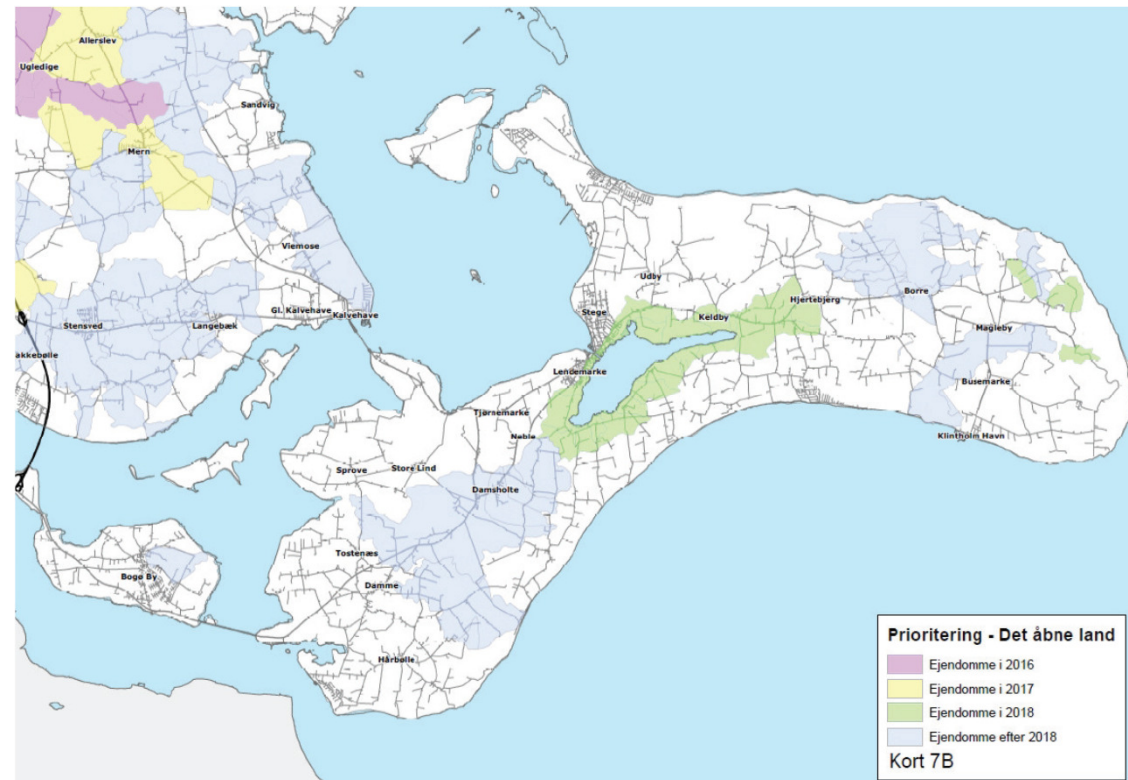 Allerslev
Ugledige
Sandvig
Mern
Viemose
Udby
Hjertebjerg
Borre
Stege
Keldby
Gl. Kalvehave
Kalvehave
Stensved
Langebæk
Magleby
akkebølle
Lendemarke
Busemarke
Tjørnemarke
Neble
Klintholm Havn
Sprove
Store Lind
Damsholte
Tostenæs
Bogø By
Damme
Hårbølle
Prioritering - Det åbne land
Ejendomme i 2016
Ejendomme i 2017
Ejendomme i 2018
Ejendomme efter 2018
Kort 7B